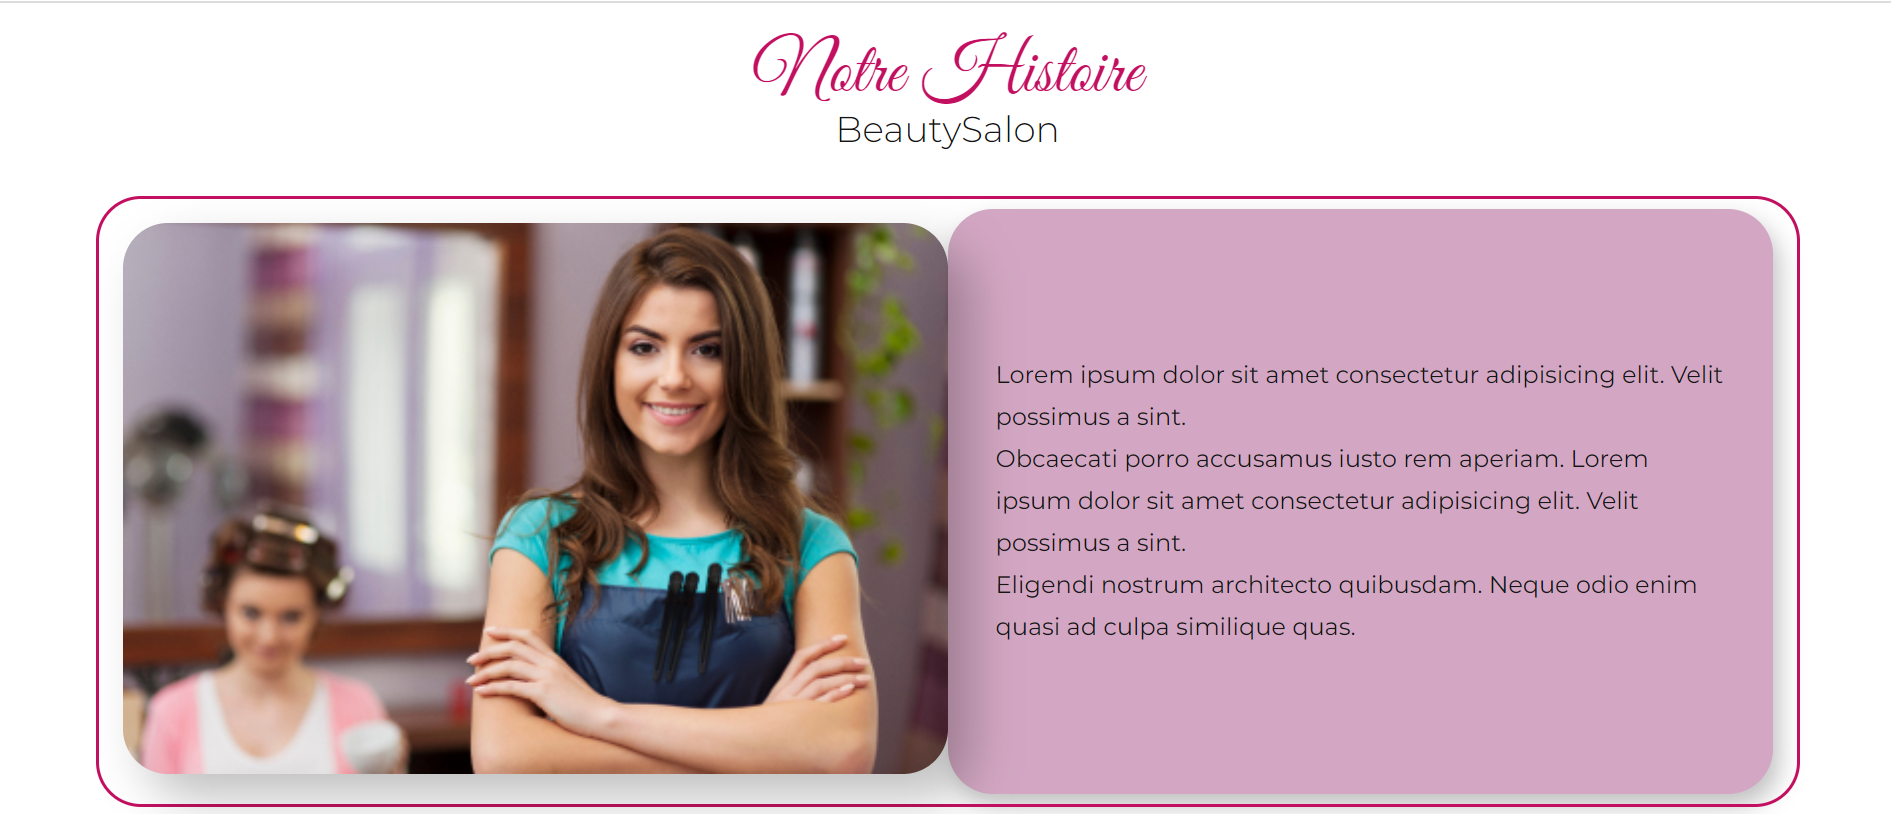 Notre Histoire
BeautySalon
Lorem ipsum dolor sit amet consectetur adipisicing elit. Velit
possimus a sint.
Obcaecati porro accusamus iusto rem aperiam. Lorem
ipsum dolor sit amet consectetur adipisicing elit. Velit
possimus a sint.
Eligendi nostrum architecto quibusdam. Neque odio enim
quasi ad culpa similique quas.